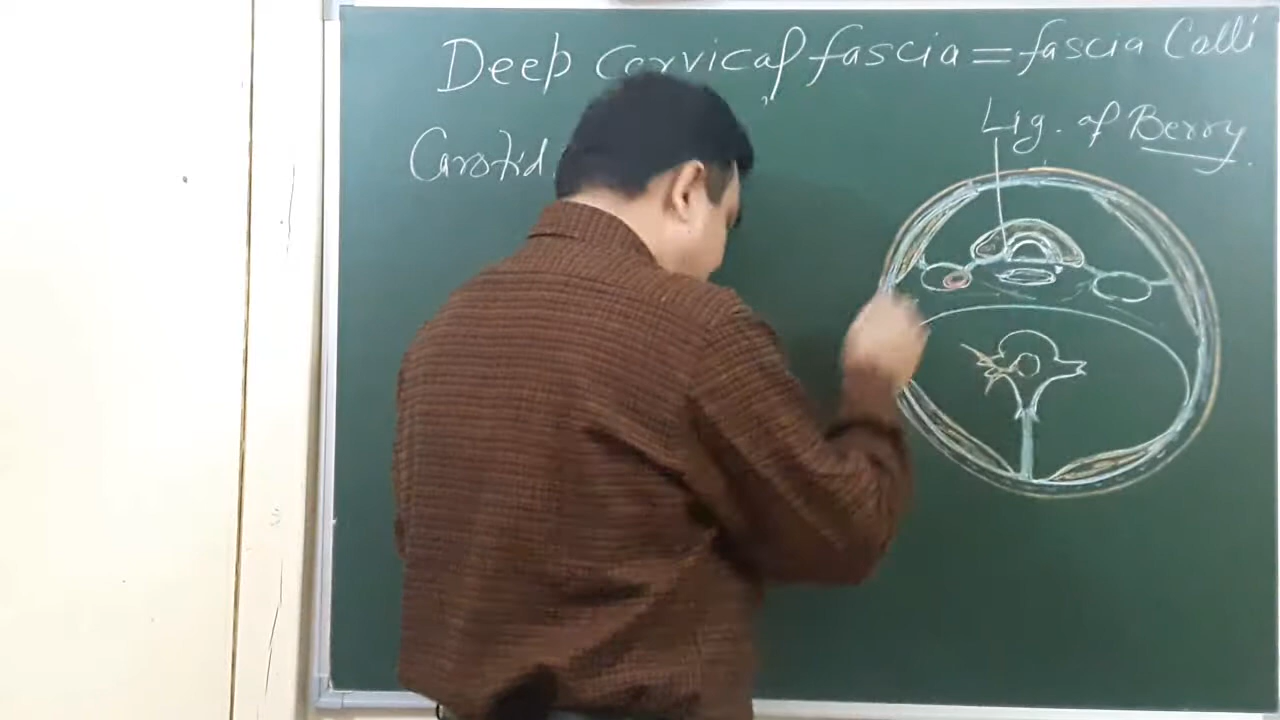 Deep Cervical fascia = fascia Colli
Lig. of Berry.
Carotid